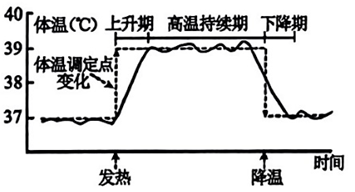 40
体温(℃) 上升期 高温持续期 下降期
39
体温调定点
变化
38
37
发热 降温 时间